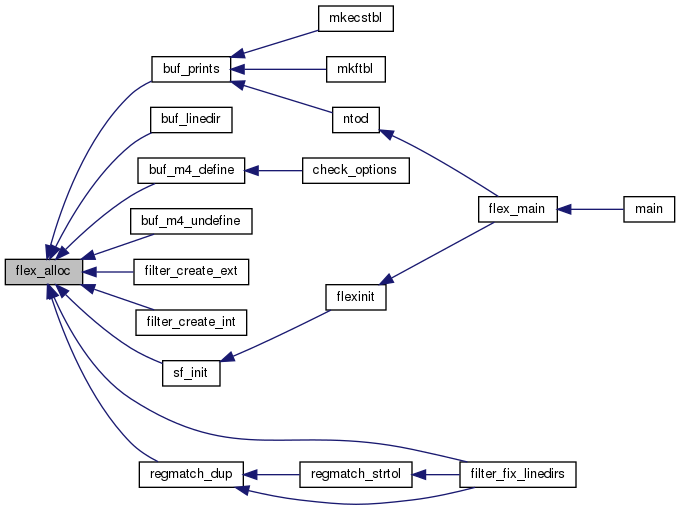 mkecstbl
buf_prints
mkftbl
buf_linedir
ntod
buf_m4_define
check_options
flex_main
main
buf_m4_undefine
flex_alloc
filter_create_ext
flexinit
filter_create_int
sf_init
regmatch_dup
regmatch_strtol
filter_fix_linedirs